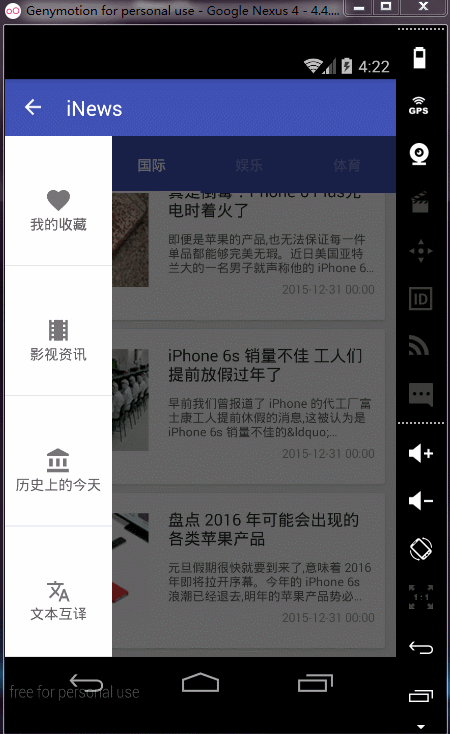 Genymotion for personal use - Google Nexus 4 - 4.4....
4:22
iNews
国际
娱乐
体育
我的收藏
影视资讯
历史上的今天
文本互译
真是倒霉！iPhone 6 Plus充
电时着火了
即便是苹果的产品,也无法保证每一件
单品都能够完美无瑕。近日美国亚特
兰大的一名男子就声称他的 iPhone 6...
2015-12-31 00:00
iPhone 6s 销量不佳 工人们
提前放假过年了
早前我们曾报道了 iPhone 的代工厂富
士康工人提前休假的消息,这被认为是
iPhone 6s 销量不佳的&ldquo;...
2015-12-31 00:00
盘点 2016 年可能会出现的
各类苹果产品
元旦假期很快就要到来了,意味着 2016
年即将拉开序幕。今年的 iPhone 6s
浪潮已经退去,明年的苹果产品势必...
2015-12-31 00:00
free for personal use
GPS
ID
1:1